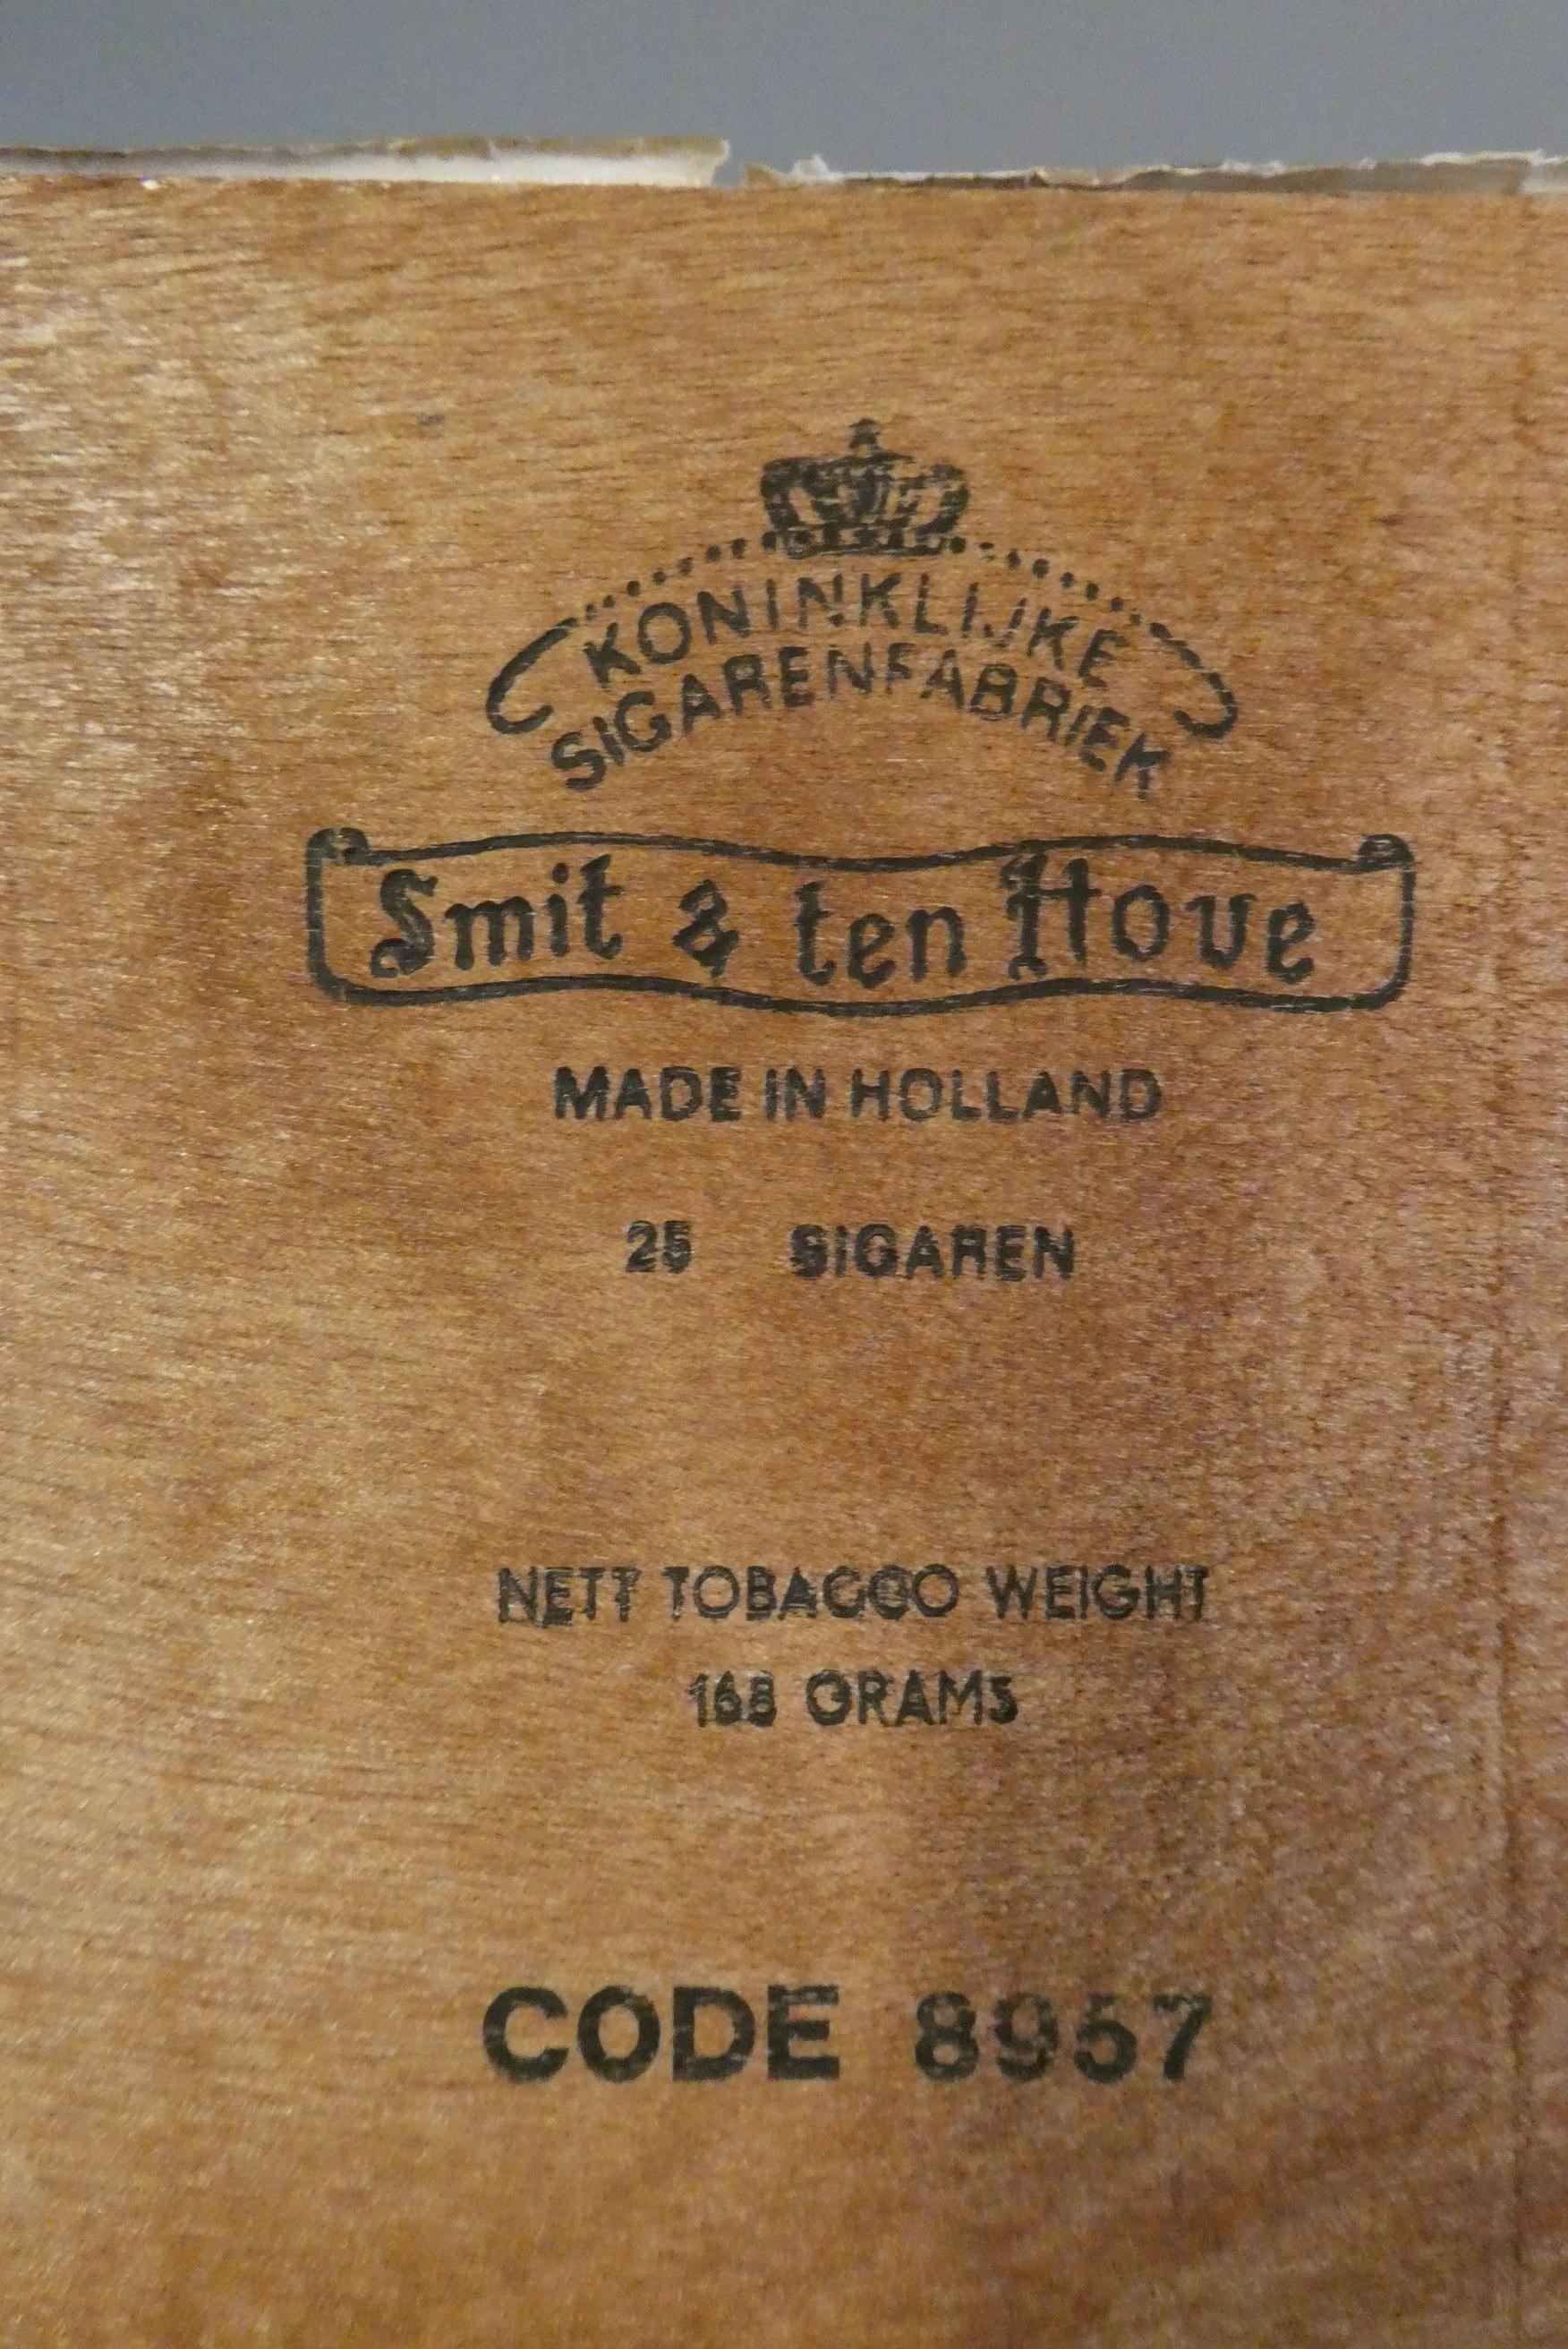 KONINKLIJKE
SIGARENFABRIEK
Smit & ten Hove
MADE IN HOLLAND
25 SIGAREN
NETT TOBACCO WEIGHT
168 GRAMS
CODE 8957